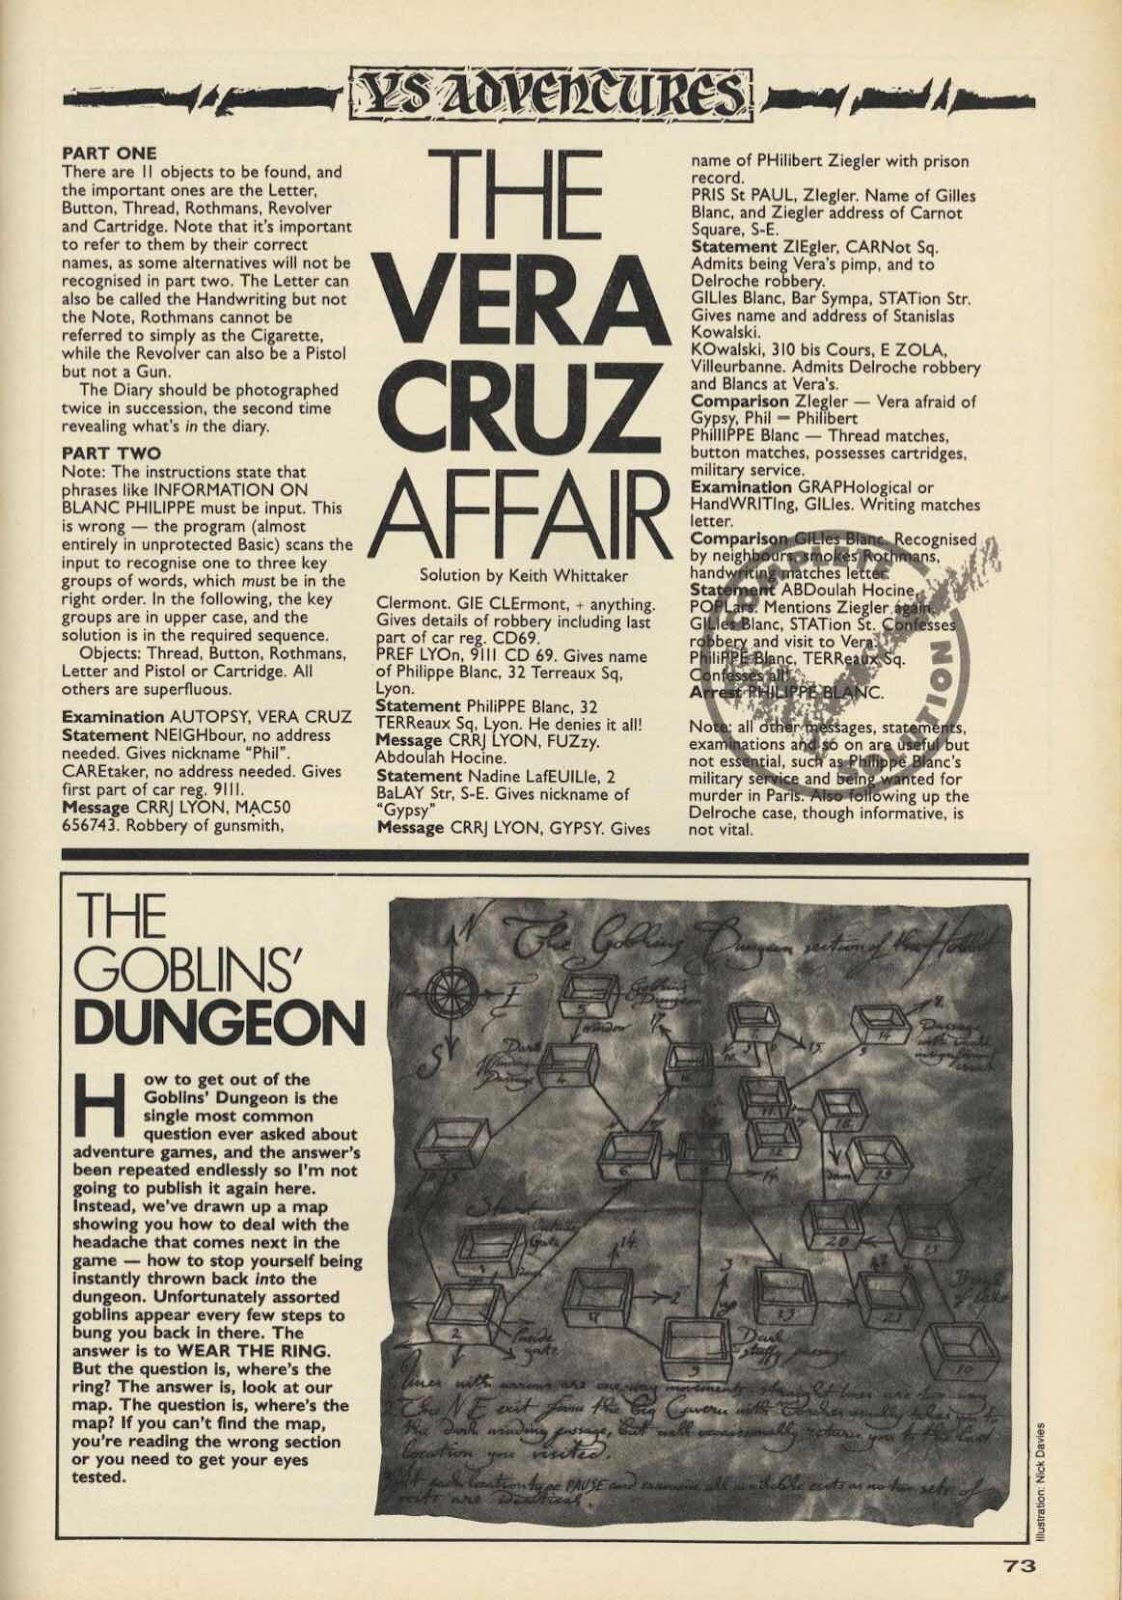 YS ADVENTURES
PART ONE
There are 11 objects to be found, and
the important ones are the Letter,
Button, Thread, Rothmans, Revolver
and Cartridge. Note that it's important
to refer to them by their correct
names, as some alternatives will not be
recognised in part two. The Letter can
also be called the Handwriting but not
the Note, Rothmans cannot be
referred to simply as the Cigarette,
while the Revolver can also be a Pistol
but not a Gun.
The Diary should be photographed
twice in succession, the second time
revealing what's in the diary.
PART TWO
Note: The instructions state that
phrases like INFORMATION ON
BLANC PHILIPPE must be input. This
is wrong — the program (almost
entirely in unprotected Basic) scans the
input to recognise one to three key
groups of words, which must be in the
right order. In the following, the key
groups are in upper case, and the
solution is in the required sequence.
Objects: Thread, Button, Rothmans,
Letter and Pistol or Cartridge. All
others are superfluous.
Examination AUTOPSY, VERA CRUZ
Statement NEIGHbour, no address
needed. Gives nickname "Phil".
CAREtaker, no address needed. Gives
first part of car reg. 9111.
Message CRRJ LYON, MAC50
656743. Robbery of gunsmith,
THE
VERA
CRUZ
AFFAIR
Solution by Keith Whittaker
Clermont. GIE CLErmont, + anything.
Gives details of robbery including last
part of car reg. CD69.
PREF LYOn, 9111 CD 69. Gives name
of Philippe Blanc, 32 Terreaux Sq,
Lyon.
Statement PhiliPPE Blanc, 32
TERReaux Sq, Lyon. He denies it all!
Message CRRJ LYON, FUZzy.
Abdoulah Hocine.
Statement Nadine LafEUILle, 2
BaLAY Str, S-E. Gives nickname of
"Gypsy"
Message CRRJ LYON, GYPSY. Gives
name of PHilibert Ziegler with prison
record.
PRIS St PAUL, ZIegler. Name of Gilles
Blanc, and Ziegler address of Carnot
Square, S-E.
Statement ZIEgler, CARNot Sq.
Admits being Vera's pimp, and to
Delroche robbery.
GILles Blanc, Bar Sympa, STATion Str.
Gives name and address of Stanislas
Kowalski.
KOwalski, 310 bis Cours, E ZOLA,
Villeurbanne. Admits Delroche robbery
and Blancs at Vera's.
Comparison ZIegler — Vera afraid of
Gypsy, Phil = Philibert
PhilIIPPE Blanc — Thread matches,
button matches, possesses cartridges,
military service.
Examination GRAPHological or
HandWRITIng, GILles. Writing matches
letter.
Comparison GILles Blanc. Recognised
by neighbours, smokes Rothmans,
handwriting matches letter.
Statement ABDoulah Hocine,
POPLars. Mentions Ziegler again.
GILles Blanc, STATion St. Confesses
robbery and visit to Vera.
PhiliPPE Blanc, TERReaux Sq.
Confesses all!
Arrest PHILIPPE BLANC.
Note: all other messages, statements,
examinations and so on are useful but
not essential, such as Philippe Blanc's
military service and being wanted for
murder in Paris. Also following up the
Delroche case, though informative, is
not vital.
COMPLETE SOLUTION
THE
GOBLINS'
DUNGEON
How to get out of the
Goblins' Dungeon is the
single most common
question ever asked about
adventure games, and the answer's
been repeated endlessly so I'm not
going to publish it again here.
Instead, we've drawn up a map
showing you how to deal with the
headache that comes next in the
game — how to stop yourself being
instantly thrown back into the
dungeon. Unfortunately assorted
goblins appear every few steps to
bung you back in there. The
answer is to WEAR THE RING.
But the question is, where's the
ring? The answer is, look at our
map. The question is, where's the
map? If you can't find the map,
you're reading the wrong section
or you need to get your eyes
tested.
The Goblins Dungeon section of the Hobbit
N
E
S
Goblin's
Dungeon
Window
Dark
Winding
Passage
Start
Outside
Gate
Inside
gate
Dark
stuffy passage
Lines with arrows are one-way movements, straight lines are two way
The N E exit from the Big Cavern with
the dark winding passage, but will occasionally return you to the last
location you visited
At each location type PAUSE and examine all available exits as no two sets of
exits are identical.
Illustration: Nick Davies
73